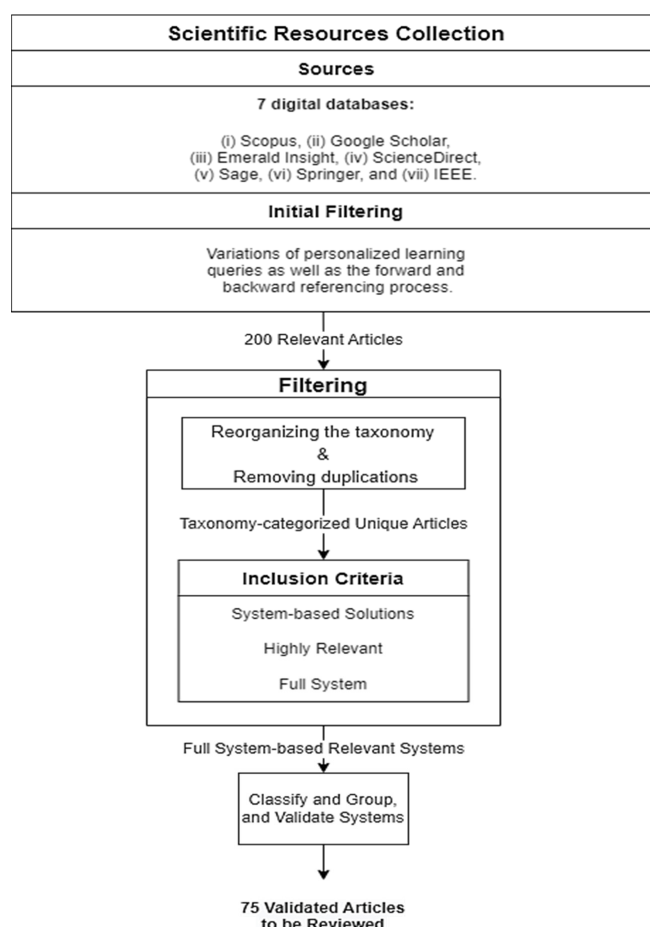 Scientific Resources Collection
Sources
7 digital databases:
(i) Scopus, (ii) Google Scholar,
(iii) Emerald Insight, (iv) ScienceDirect,
(v) Sage, (vi) Springer, and (vii) IEEE.
Initial Filtering
Variations of personalized learning
queries as well as the forward and
backward referencing process.
200 Relevant Articles
Filtering
Reorganizing the taxonomy
&
Removing duplications
Taxonomy-categorized Unique Articles
Inclusion Criteria
System-based Solutions
Highly Relevant
Full System
Full System-based Relevant Systems
Classify and Group,
and Validate Systems
75 Validated Articles
to be Reviewed